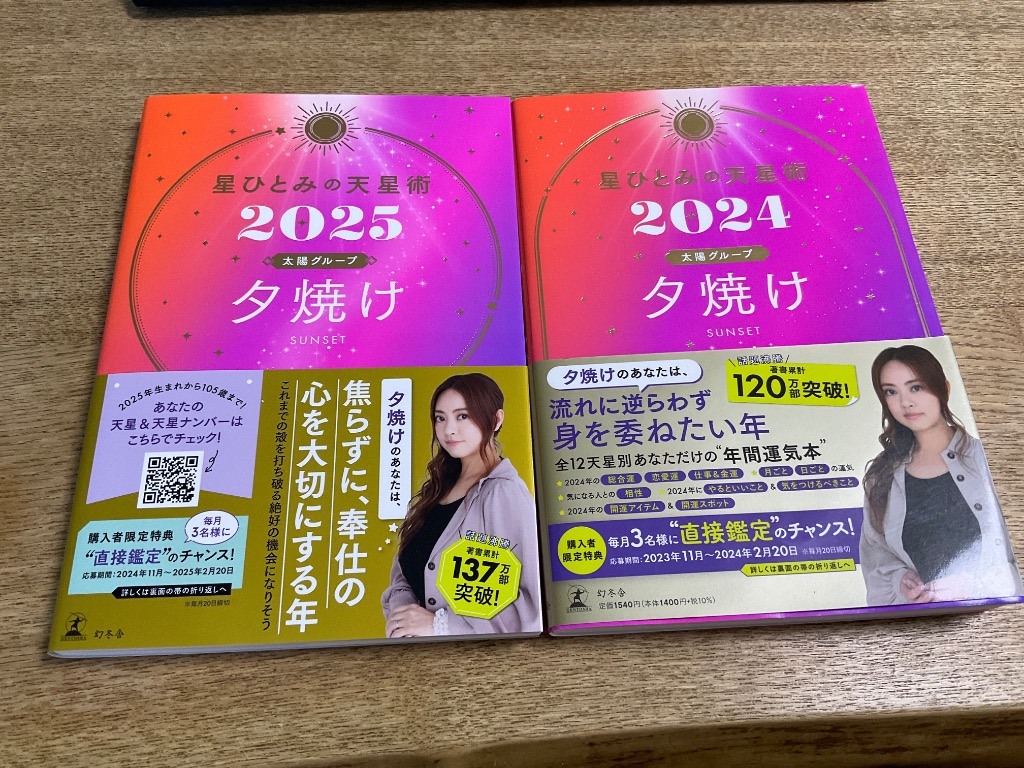 星ひとみの天星術
2025
太陽グループ
夕焼け
SUNSET
2025年生まれから105歳まで!
あなたの
天星&天星ナンバーは
こちらでチェック!
購入者限定特典
毎月
3名様に
“直接鑑定”のチャンス!
応募期間:2024年11月〜2025年2月20日
※毎月20日締切
詳しくは裏面の帯の折り返しへ
幻冬舎
夕焼けのあなたは、
焦らずに、奉仕の
心を大切にする年
これまでの殻を打ち破る絶好の機会になりそう
話題沸騰
著書累計
137万部
突破!
星ひとみの天星術
2024
太陽グループ
夕焼け
SUNSET
夕焼けのあなたは、
流れに逆らわず
身を委ねたい年
話題沸騰
著書累計
120万部突破!
全12天星別あなただけの“年間運気本”
2024年の 総合運 恋愛運 仕事&金運 月ごと 日ごと の運気
気になる人との 相性 2024年に やるといいこと & 気をつけるべきこと
2024年の 開運アイテム & 開運スポット
購入者
限定特典
毎月3名様に“直接鑑定”のチャンス!
応募期間:2023年11月〜2024年2月20日 ※毎月20日締切
詳しくは裏面の帯の折り返しへ
幻冬舎
定価1540円(本体1400円+税10%)